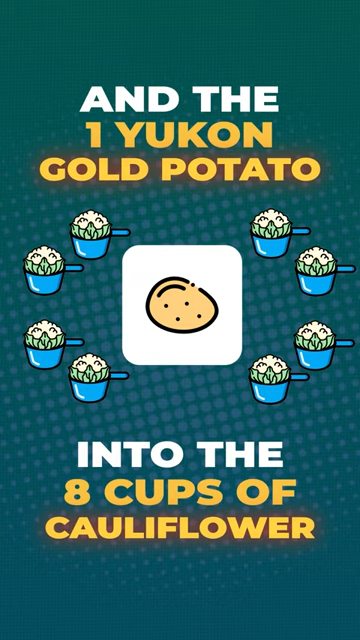 AND THE
1 YUKON
GOLD POTATO
INTO THE
8 CUPS OF
CAULIFLOWER